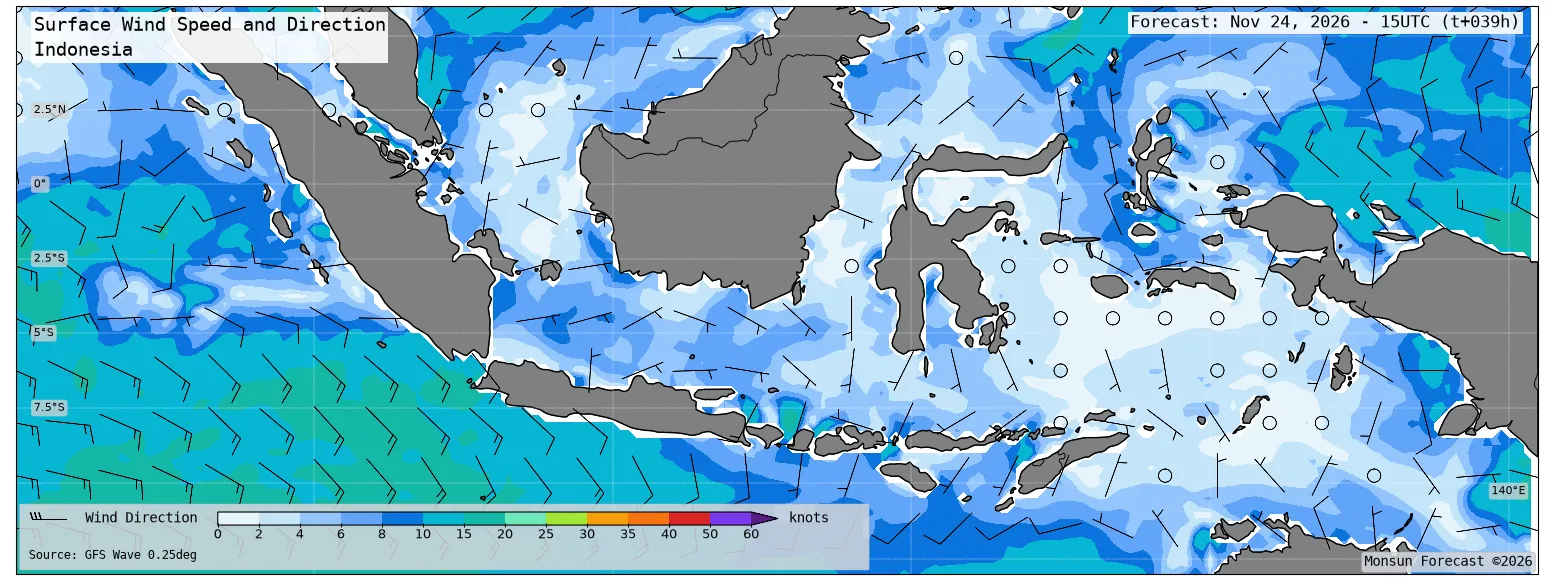 Surface Wind Speed and Direction
Indonesia
Forecast: Nov 24, 2026 - 15UTC (t+039h)
2.5°N
0°
2.5°S
5°S
7.5°S
140°E
Wind Direction
0 2 4 6 8 10 15 20 25 30 35 40 50 60
knots
Source: GFS Wave 0.25deg
Monsun Forecast ©2026